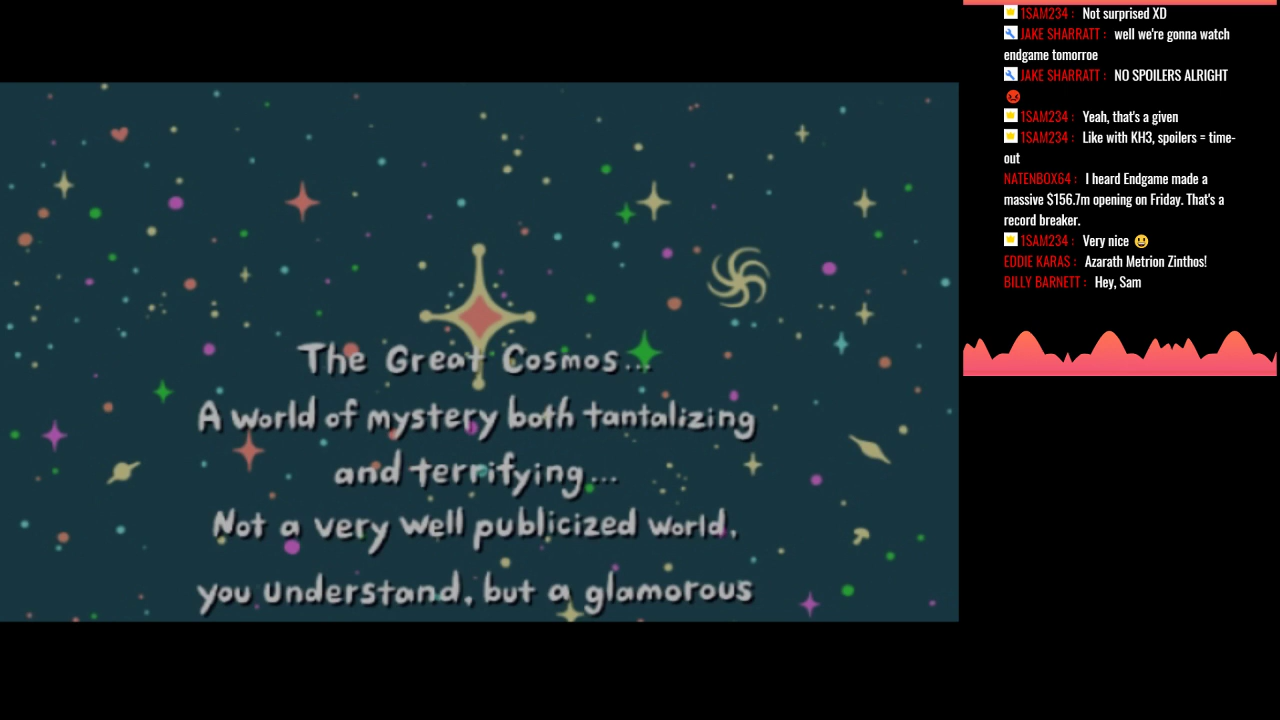 The Great Cosmos...
A world of mystery both tantalizing
and terrifying...
Not a very well publicized world,
you understand, but a glamorous
1SAM234 : Not surprised XD
JAKE SHARRATT : well we're gonna watch
endgame tomorroe
JAKE SHARRATT : NO SPOILERS ALRIGHT
😡
1SAM234 : Yeah, that's a given
1SAM234 : Like with KH3, spoilers = time-
out
NATENBOX64 : I heard Endgame made a
massive $156.7m opening on Friday. That's a
record breaker.
1SAM234 : Very nice 😃
EDDIE KARAS : Azarath Metrion Zinthos!
BILLY BARNETT : Hey, Sam